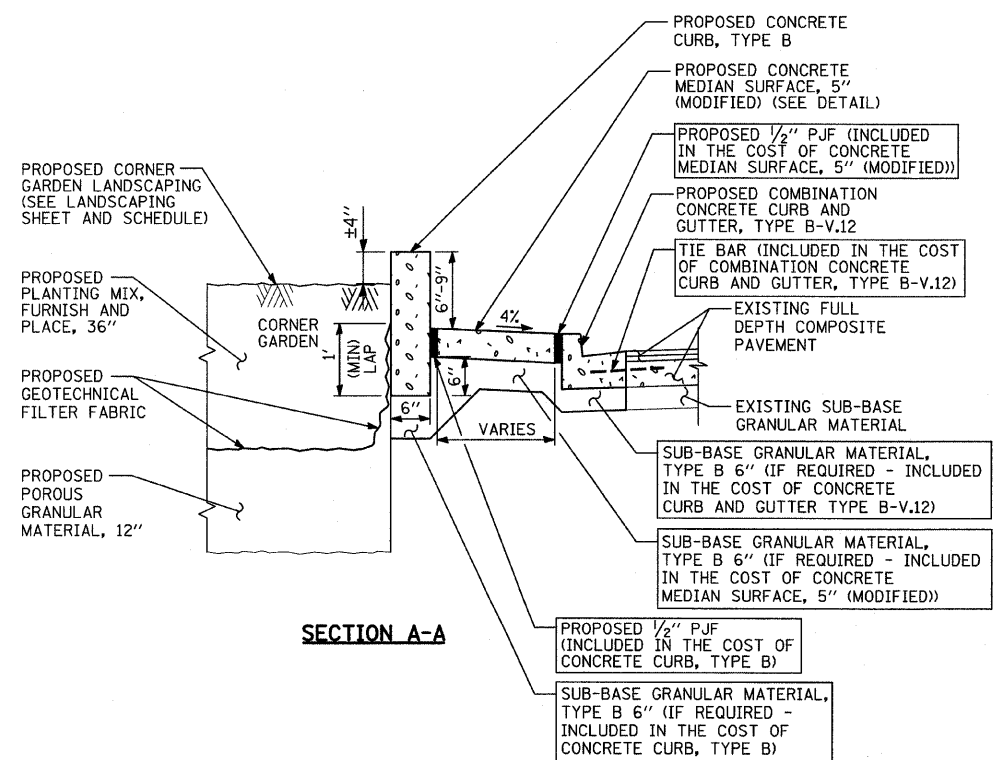 PROPOSED CONCRETE
CURB, TYPE B
PROPOSED CONCRETE
MEDIAN SURFACE, 5"
(MODIFIED) (SEE DETAIL)
PROPOSED 1/2" PJF (INCLUDED
IN THE COST OF CONCRETE
MEDIAN SURFACE, 5" (MODIFIED))
PROPOSED COMBINATION
CONCRETE CURB AND
GUTTER, TYPE B-V.12
TIE BAR (INCLUDED IN THE COST
OF COMBINATION CONCRETE
CURB AND GUTTER, TYPE B-V.12)
EXISTING FULL
DEPTH COMPOSITE
PAVEMENT
EXISTING SUB-BASE
GRANULAR MATERIAL
SUB-BASE GRANULAR MATERIAL,
TYPE B 6" (IF REQUIRED - INCLUDED
IN THE COST OF CONCRETE
CURB AND GUTTER TYPE B-V.12)
SUB-BASE GRANULAR MATERIAL,
TYPE B 6" (IF REQUIRED - INCLUDED
IN THE COST OF CONCRETE
MEDIAN SURFACE, 5" (MODIFIED))
PROPOSED 1/2" PJF
(INCLUDED IN THE COST OF
CONCRETE CURB, TYPE B)
SUB-BASE GRANULAR MATERIAL,
TYPE B 6" (IF REQUIRED -
INCLUDED IN THE COST OF
CONCRETE CURB, TYPE B)
PROPOSED CORNER
GARDEN LANDSCAPING
(SEE LANDSCAPING
SHEET AND SCHEDULE)
PROPOSED
PLANTING MIX,
FURNISH AND
PLACE, 36"
PROPOSED
GEOTECHNICAL
FILTER FABRIC
PROPOSED
POROUS
GRANULAR
MATERIAL, 12"
±4"
CORNER
GARDEN
1'
(MIN)
LAP
6"-9"
4%
6"
6"
VARIES
SECTION A-A